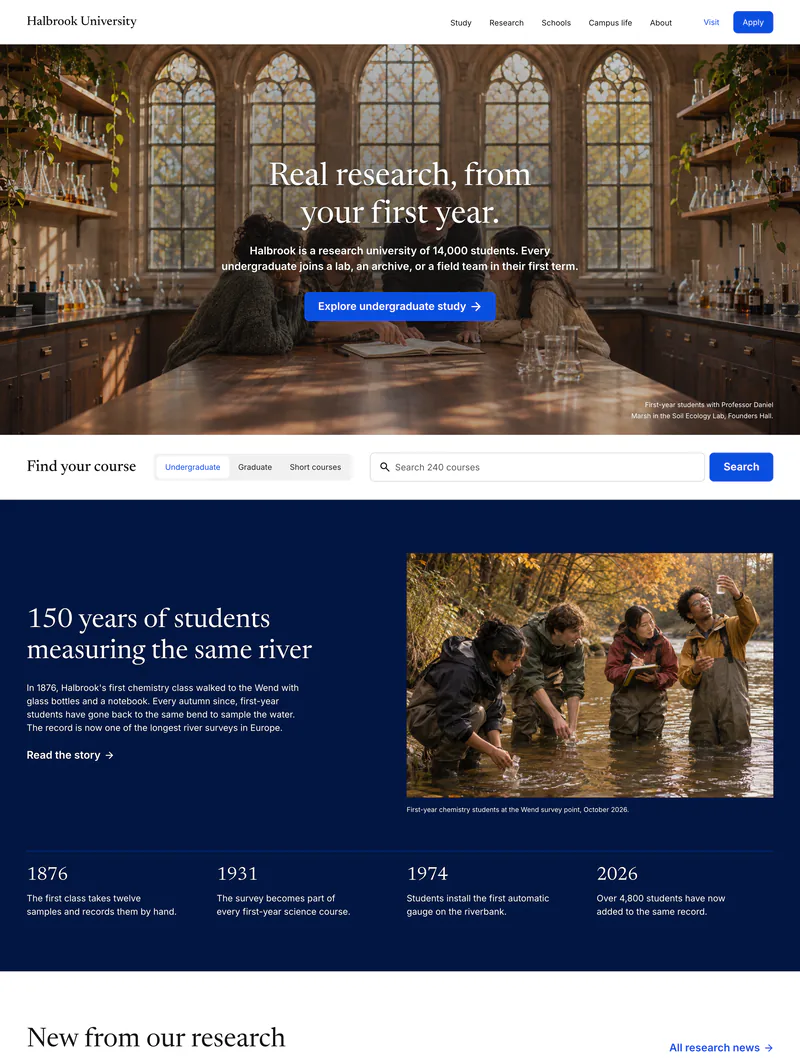 Halbrook University
Study
Research
Schools
Campus life
About
Visit
Apply
Real research, from
your first year.
Halbrook is a research university of 14,000 students. Every
undergraduate joins a lab, an archive, or a field team in their first term.
Explore undergraduate study →
First-year students with Professor Daniel
Marsh in the Soil Ecology Lab, Founders Hall.
Find your course
Undergraduate
Graduate
Short courses
Search 240 courses
Search
150 years of students
measuring the same river
In 1876, Halbrook's first chemistry class walked to the Wend with
glass bottles and a notebook. Every autumn since, first-year
students have gone back to the same bend to sample the water.
The record is now one of the longest river surveys in Europe.
Read the story →
First-year chemistry students at the Wend survey point, October 2026.
1876
The first class takes twelve
samples and records them by hand.
1931
The survey becomes part of
every first-year science course.
1974
Students install the first automatic
gauge on the riverbank.
2026
Over 4,800 students have now
added to the same record.
New from our research
All research news →